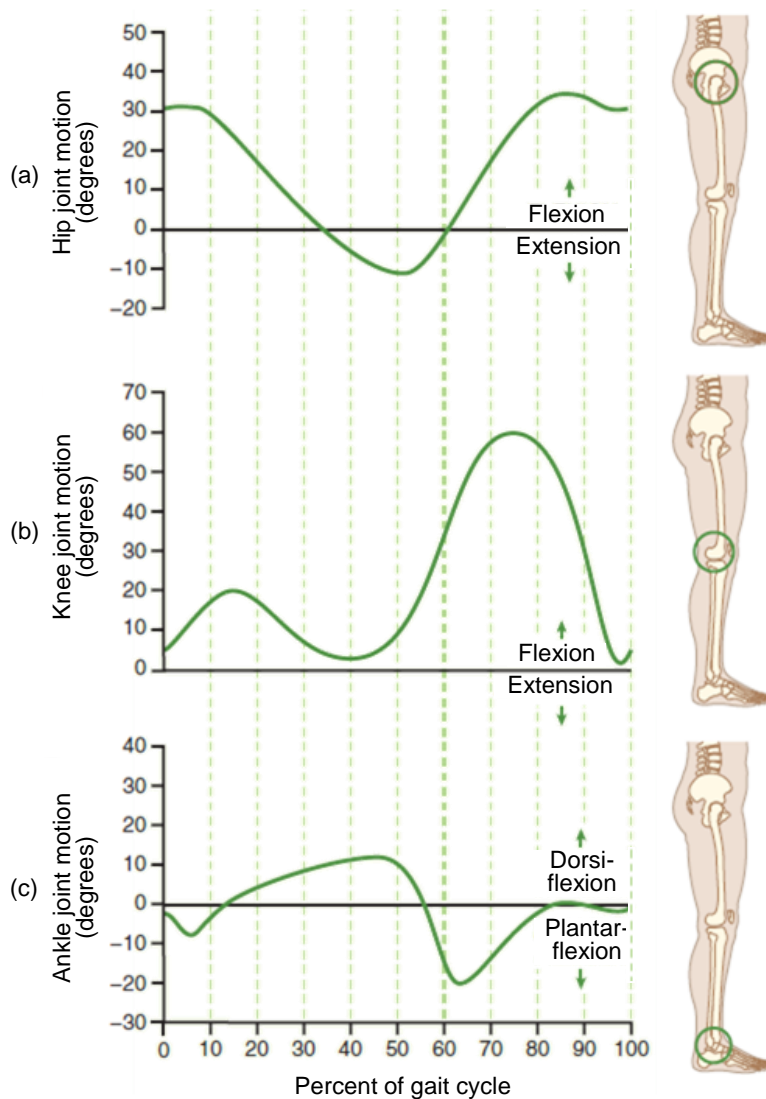 50
40
30
20
10
0
−10
−20
(a)
Hip joint motion
(degrees)
Flexion
Extension
70
60
50
40
30
20
10
0
(b)
Knee joint motion
(degrees)
Flexion
Extension
40
30
20
10
0
−10
−20
−30
(c)
Ankle joint motion
(degrees)
Dorsi-
flexion
Plantar-
flexion
0 10 20 30 40 50 60 70 80 90 100
Percent of gait cycle